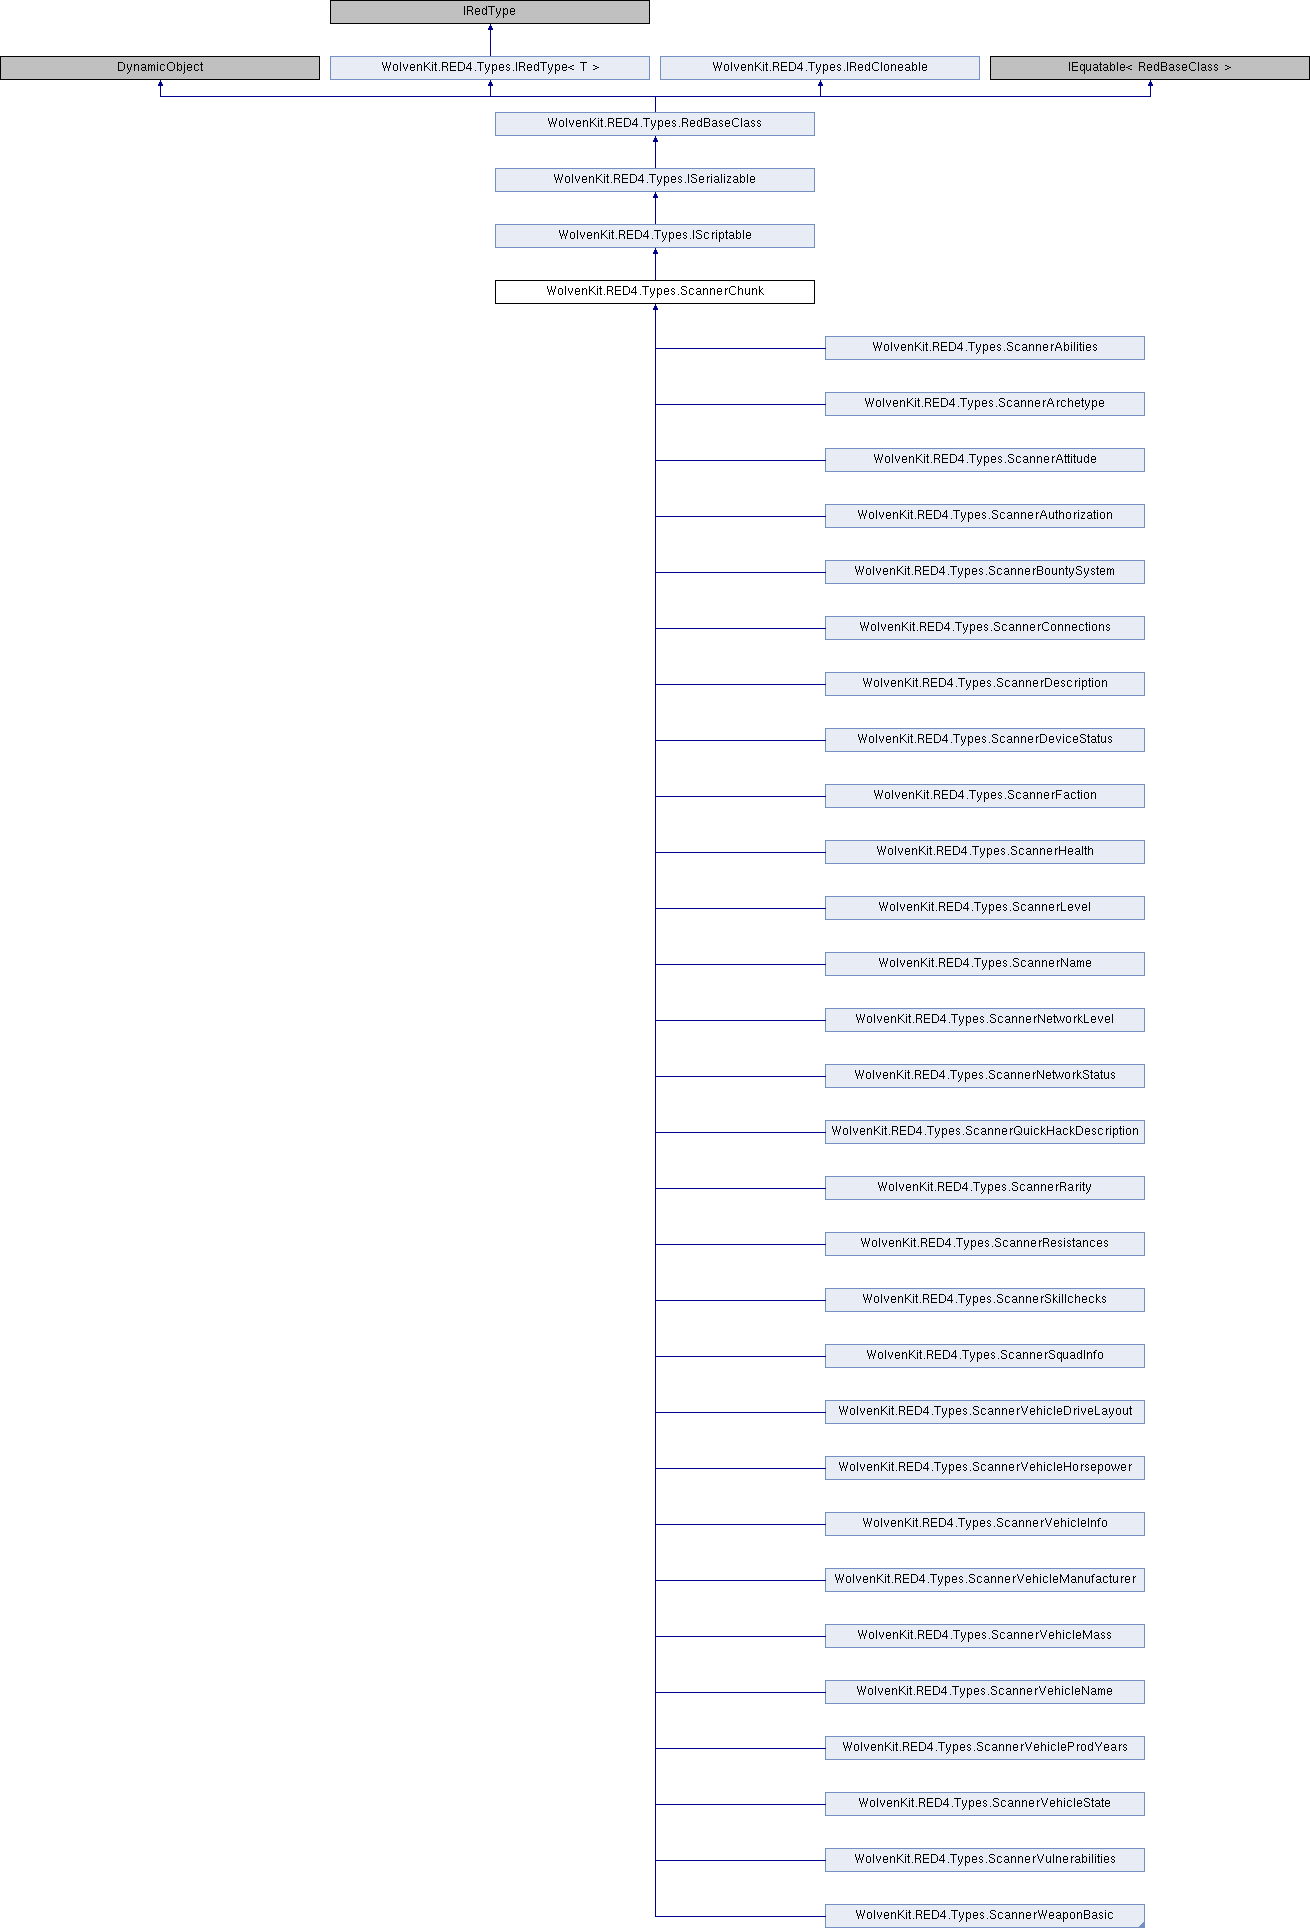 IRedType
DynamicObject
WolvenKit.RED4.Types.IRedType< T >
WolvenKit.RED4.Types.IRedCloneable
IEquatable< RedBaseClass >
WolvenKit.RED4.Types.RedBaseClass
WolvenKit.RED4.Types.ISerializable
WolvenKit.RED4.Types.IScriptable
WolvenKit.RED4.Types.ScannerChunk
WolvenKit.RED4.Types.ScannerAbilities
WolvenKit.RED4.Types.ScannerArchetype
WolvenKit.RED4.Types.ScannerAttitude
WolvenKit.RED4.Types.ScannerAuthorization
WolvenKit.RED4.Types.ScannerBountySystem
WolvenKit.RED4.Types.ScannerConnections
WolvenKit.RED4.Types.ScannerDescription
WolvenKit.RED4.Types.ScannerDeviceStatus
WolvenKit.RED4.Types.ScannerFaction
WolvenKit.RED4.Types.ScannerHealth
WolvenKit.RED4.Types.ScannerLevel
WolvenKit.RED4.Types.ScannerName
WolvenKit.RED4.Types.ScannerNetworkLevel
WolvenKit.RED4.Types.ScannerNetworkStatus
WolvenKit.RED4.Types.ScannerQuickHackDescription
WolvenKit.RED4.Types.ScannerRarity
WolvenKit.RED4.Types.ScannerResistances
WolvenKit.RED4.Types.ScannerSkillchecks
WolvenKit.RED4.Types.ScannerSquadInfo
WolvenKit.RED4.Types.ScannerVehicleDriveLayout
WolvenKit.RED4.Types.ScannerVehicleHorsepower
WolvenKit.RED4.Types.ScannerVehicleInfo
WolvenKit.RED4.Types.ScannerVehicleManufacturer
WolvenKit.RED4.Types.ScannerVehicleMass
WolvenKit.RED4.Types.ScannerVehicleName
WolvenKit.RED4.Types.ScannerVehicleProdYears
WolvenKit.RED4.Types.ScannerVehicleState
WolvenKit.RED4.Types.ScannerVulnerabilities
WolvenKit.RED4.Types.ScannerWeaponBasic